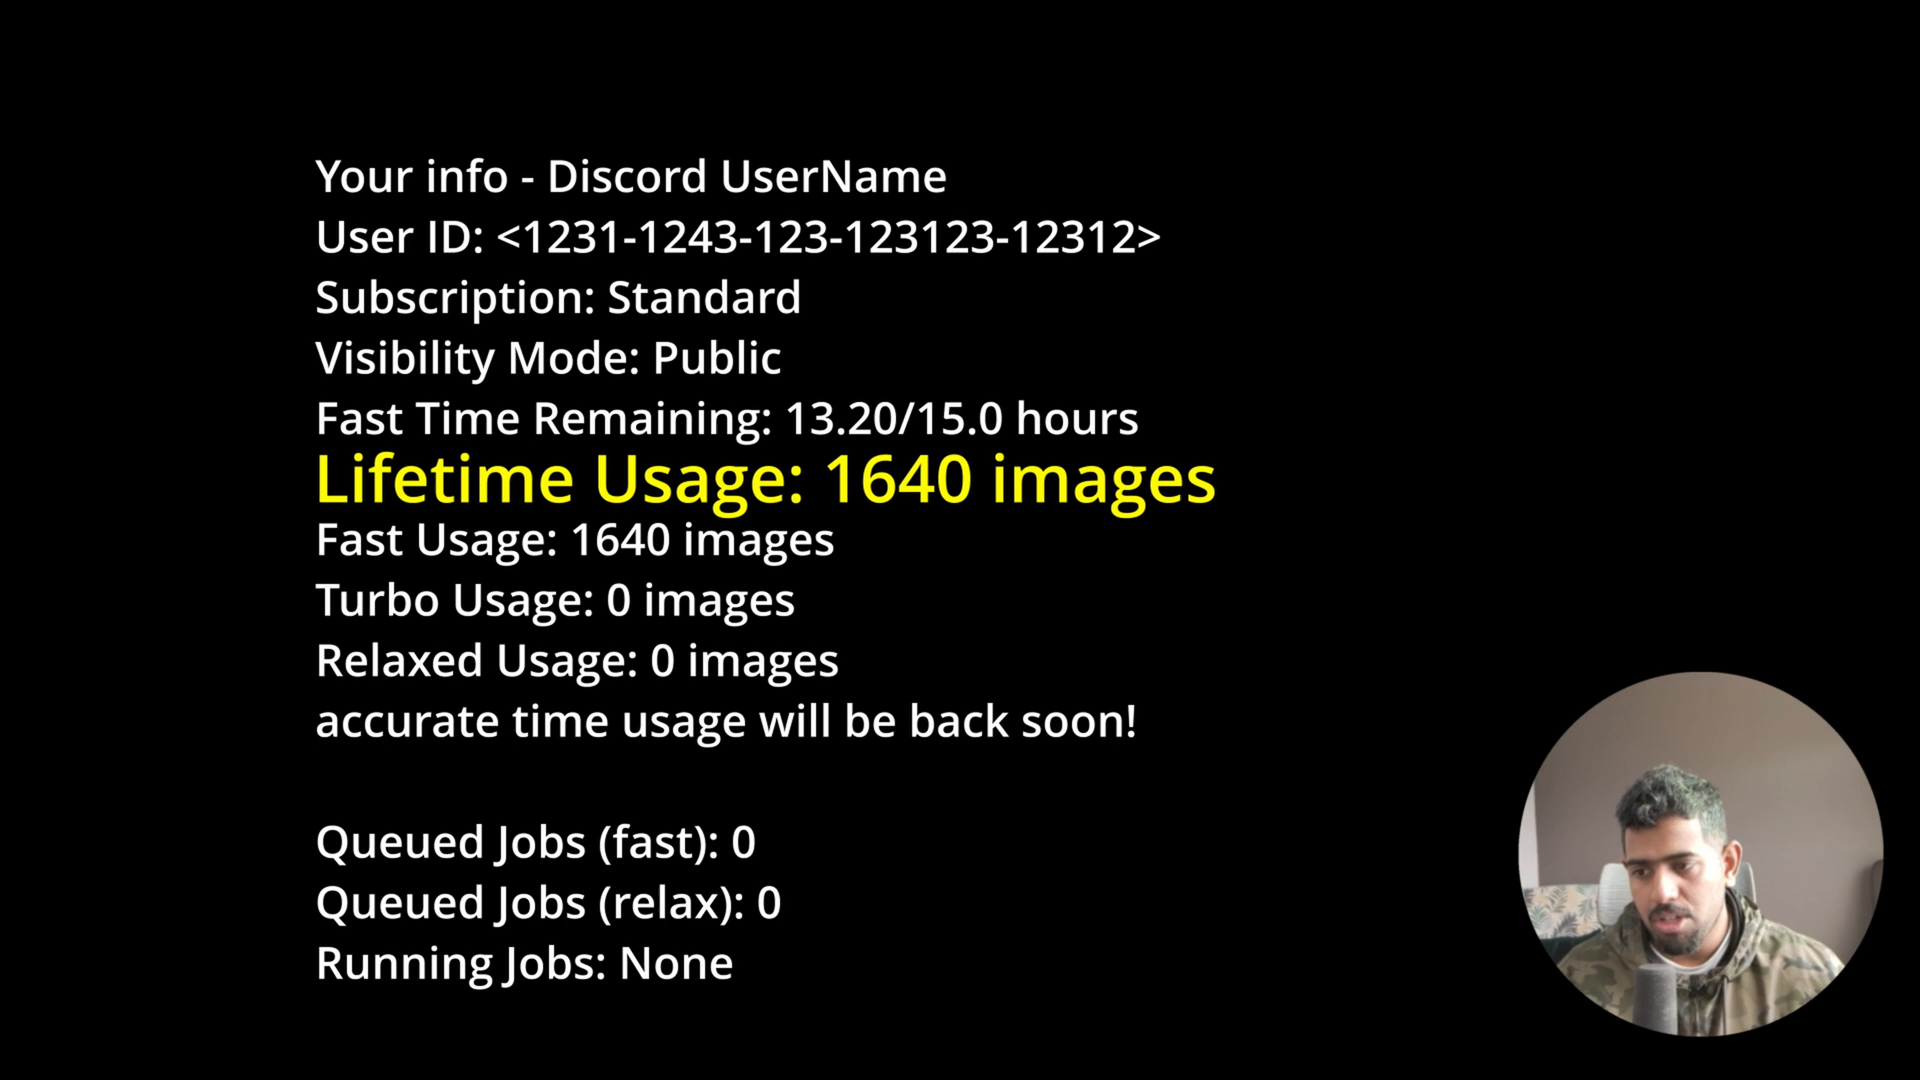 Your info - Discord UserName
User ID: <1231-1243-123-123123-12312>
Subscription: Standard
Visibility Mode: Public
Fast Time Remaining: 13.20/15.0 hours
Lifetime Usage: 1640 images
Fast Usage: 1640 images
Turbo Usage: 0 images
Relaxed Usage: 0 images
accurate time usage will be back soon!
Queued Jobs (fast): 0
Queued Jobs (relax): 0
Running Jobs: None